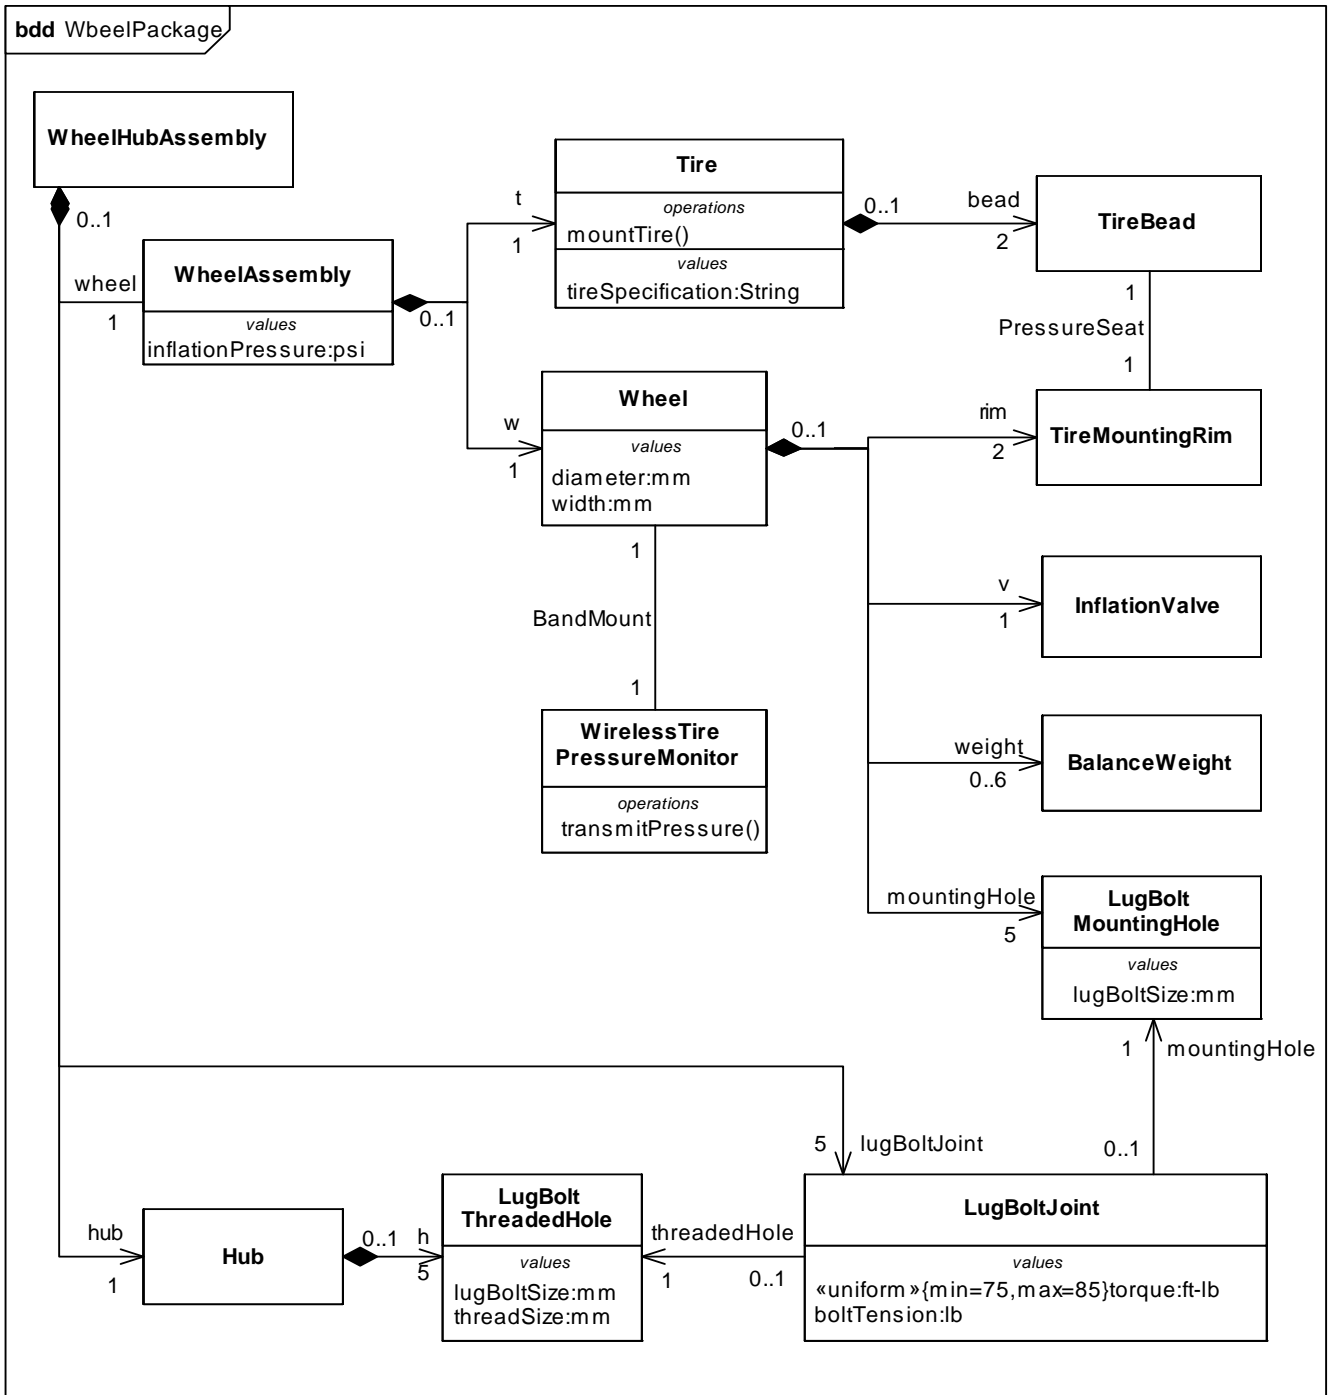 bdd WbeelPackage
WheelHubAssembly
0..1
wheel
1
WheelAssembly
values
inflationPressure:psi
0..1
t
1
Tire
operations
mountTire()
values
tireSpecification:String
0..1
bead
2
TireBead
1
PressureSeat
1
w
1
Wheel
values
diameter:mm
width:mm
0..1
rim
2
TireMountingRim
v
1
InflationValve
1
BandMount
1
WirelessTire
PressureMonitor
operations
transmitPressure()
weight
0..6
BalanceWeight
mountingHole
5
LugBolt
MountingHole
values
lugBoltSize:mm
1
mountingHole
0..1
5
lugBoltJoint
hub
1
Hub
0..1
h
5
LugBolt
ThreadedHole
values
lugBoltSize:mm
threadSize:mm
threadedHole
1
0..1
LugBoltJoint
values
«uniform»{min=75,max=85}torque:ft-lb
boltTension:lb